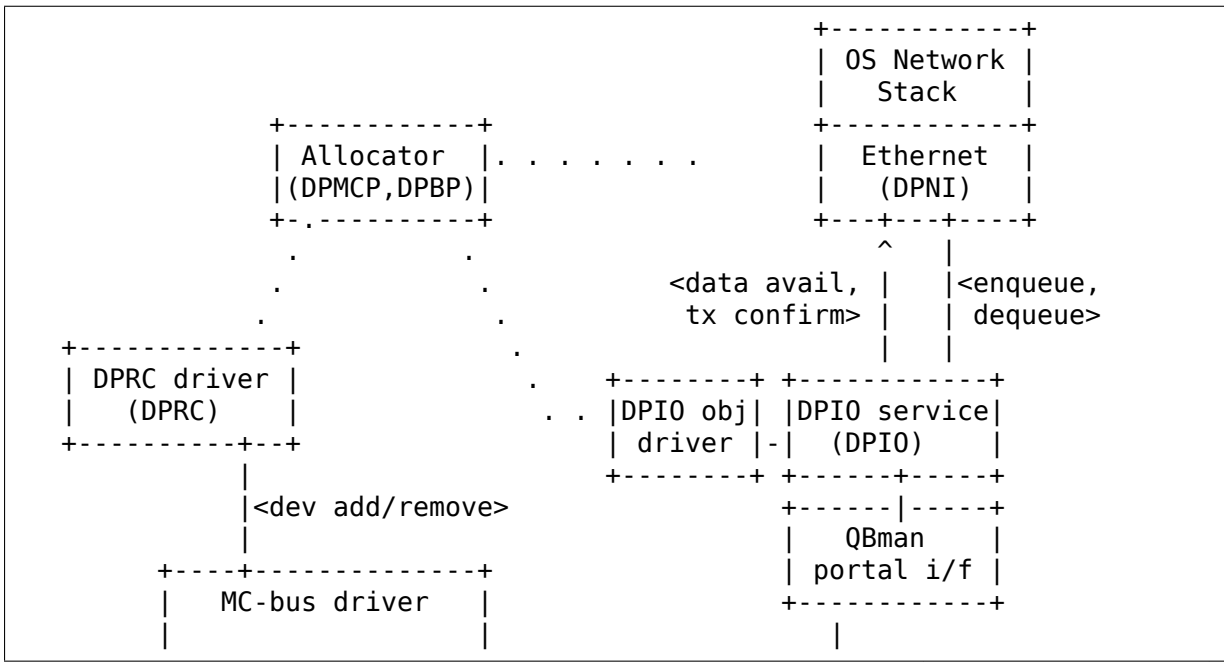 +------------+
                                                      | OS Network |
                                                      |   Stack    |
                 +------------+                       +------------+
                 | Allocator  |. . . . . . .          |  Ethernet  |
                 |(DPMCP,DPBP)|                       |   (DPNI)   |
                 +-.----------+                       +---+---+----+
                  .          .                            ^   |
                 .            .               <data avail, |   |<enqueue,
                .              .               tx confirm> |   | dequeue>
    +-------------+             .                          |   |
    | DPRC driver |              .    +--------+ +------------+
    |   (DPRC)    |               . . |DPIO obj| |DPIO service|
    +----------+--+                   | driver |-|  (DPIO)    |
               |                      +--------+ +------+-----+
               |<dev add/remove>                 +------|-----+
               |                                 |   QBman    |
          +----+--------------+                  | portal i/f |
          |   MC-bus driver   |                  +------------+
          |                   |                     |